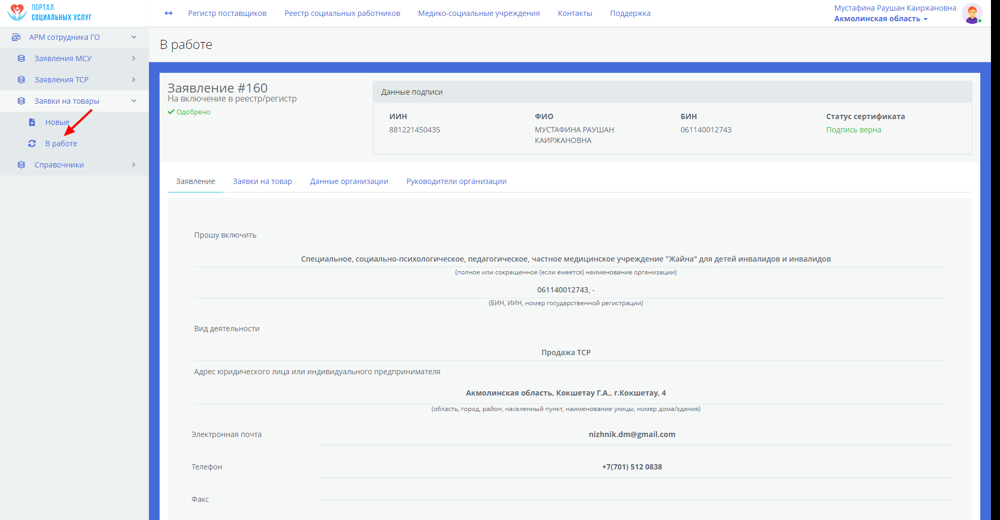 ПОРТАЛ
СОЦИАЛЬНЫХ УСЛУГ
Регистр поставщиков
Реестр социальных работников
Медико-социальные учреждения
Контакты
Поддержка
Мустафина Раушан Каиржановна
Акмолинская область
АРМ сотрудника ГО
Заявления МСУ
Заявления ТСР
Заявки на товары
Новые
В работе
Справочники
В работе
Заявление #160
На включение в реестр/регистр
Одобрено
Данные подписи
ИИН
881221450435
ФИО
МУСТАФИНА РАУШАН
КАИРЖАНОВНА
БИН
061140012743
Статус сертификата
Подпись верна
Заявление
Заявки на товар
Данные организации
Руководители организации
Прошу включить
Специальное, социально-психологическое, педагогическое, частное медицинское учреждение "Жайна" для детей инвалидов и инвалидов
(полное или сокращенное (если емеется) наименование организации)
061140012743, -
(БИН, ИИН, номер государственной регистрации)
Вид деятельности
Продажа ТСР
Адрес юридического лица или индивидуального предпринимателя
Акмолинская область, Кокшетау Г.А., г.Кокшетау, 4
(область, город, район, населенный пункт, наименование улицы, номер дома/здания)
Электронная почта
nizhnik.dm@gmail.com
Телефон
+7(701) 512 0838
Факс